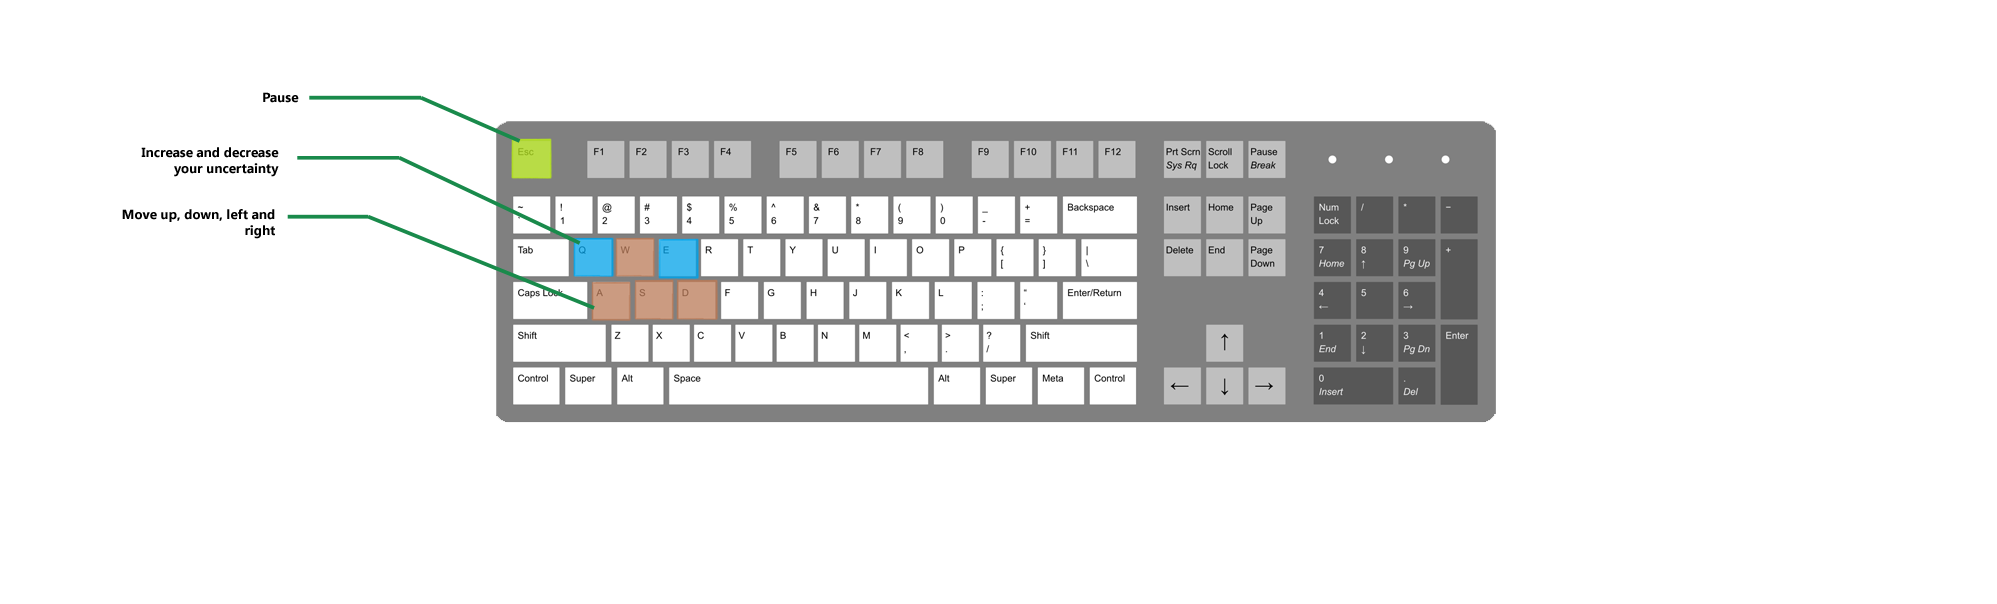 Pause
Increase and decrease
your uncertainty
Move up, down, left and
right
Esc F1 F2 F3 F4 F5 F6 F7 F8 F9 F10 F11 F12 Prt Scrn Scroll Pause
Sys Rq Lock Break
~ ! @ # $ % ^ & * ( ) _ + Backspace Insert Home Page Num / * −
1 2 3 4 5 6 7 8 9 0 - = Up Lock
Tab Q W E R T Y U I O P { } | Delete End Page 7 8 9 +
[ ] \ Down Home ↑ Pg Up
Caps Lock A S D F G H J K L : " Enter/Return 4 5 6
; ' ← →
Shift Z X C V B N M < > ? Shift ↑ 1 2 3 Enter
, . / End ↓ Pg Dn
Control Super Alt Space Alt Super Meta Control ← ↓ → 0 .
Insert Del